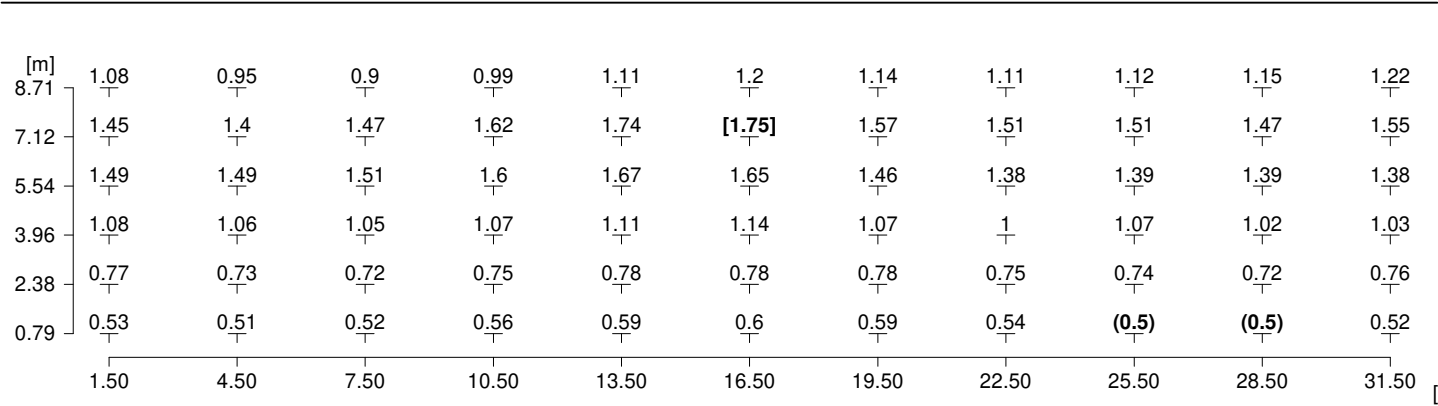 [m]
8.71 1.08 0.95 0.9 0.99 1.11 1.2 1.14 1.11 1.12 1.15 1.22
7.12 1.45 1.4 1.47 1.62 1.74 [1.75] 1.57 1.51 1.51 1.47 1.55
5.54 1.49 1.49 1.51 1.6 1.67 1.65 1.46 1.38 1.39 1.39 1.38
3.96 1.08 1.06 1.05 1.07 1.11 1.14 1.07 1 1.07 1.02 1.03
2.38 0.77 0.73 0.72 0.75 0.78 0.78 0.78 0.75 0.74 0.72 0.76
0.79 0.53 0.51 0.52 0.56 0.59 0.6 0.59 0.54 (0.5) (0.5) 0.52
1.50 4.50 7.50 10.50 13.50 16.50 19.50 22.50 25.50 28.50 31.50
[